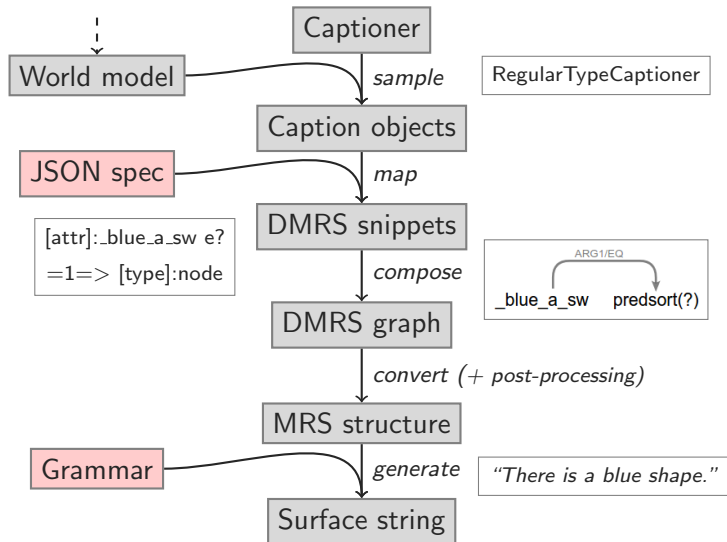 Captioner
World model
sample
RegularTypeCaptioner
Caption objects
JSON spec
map
[attr]:_blue_a_sw e?
=1=> [type]:node
DMRS snippets
compose
ARG1/EQ
_blue_a_sw predsort(?)
DMRS graph
convert (+ post-processing)
MRS structure
Grammar
generate
“There is a blue shape.”
Surface string